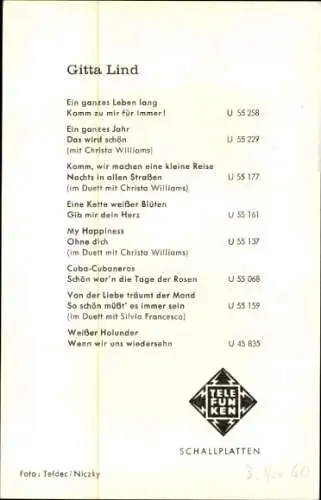 Gitta Lind
Ein ganzes Leben lang
Komm zu mir für immer! U 55 258
Ein ganzes Jahr
Das wird schön U 55 229
(mit Christa Williams)
Komm, wir machen eine kleine Reise
Nachts in allen Straßen U 55 177
(im Duett mit Christa Williams)
Eine Kette weißer Blüten
Gib mir dein Herz U 55 161
My Happiness
Ohne dich U 55 137
(im Duett mit Christa Williams)
Cuba-Cubaneros
Schön war'n die Tage der Rosen U 55 068
Von der Liebe träumt der Mond
So schön müßt' es immer sein U 55 159
(im Duett mit Silvio Francesco)
Weißer Holunder
Wenn wir uns wiedersehn U 45 835
TELE
FUN
KEN
SCHALLPLATTEN
Foto: Teldec/Niczky
3. Nov 60